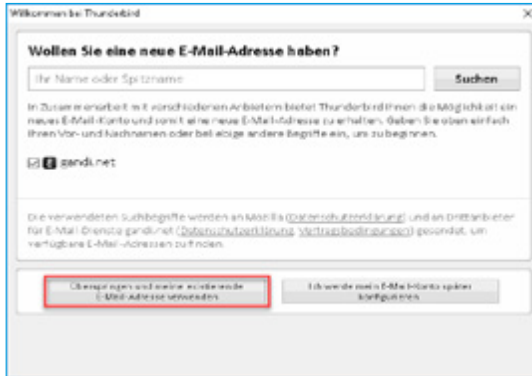 Willkommen bei Thunderbird
Wollen Sie eine neue E-Mail-Adresse haben?
Ihr Name oder Spitzname
Suchen
In Zusammenarbeit mit verschiedenen Anbietern bietet Thunderbird Ihnen die Möglichkeit ein
neues E-Mail-Konto und somit eine neue E-Mail-Adresse zu erhalten. Geben Sie oben einfach
Ihren Vor- und Nachnamen oder beliebige andere Begriffe ein, um zu beginnen.
gandi.net
Die verwendeten Suchbegriffe werden an Mozilla (Datenschutzerklärung) und an Drittanbieter
für E-Mail-Dienste gandi.net (Datenschutzerklärung, Vertragsbedingungen) gesendet, um
verfügbare E-Mail-Adressen zu finden.
Überspringen und meine existierende
E-Mail-Adresse verwenden
Ich werde mein E-Mail-Konto später
konfigurieren